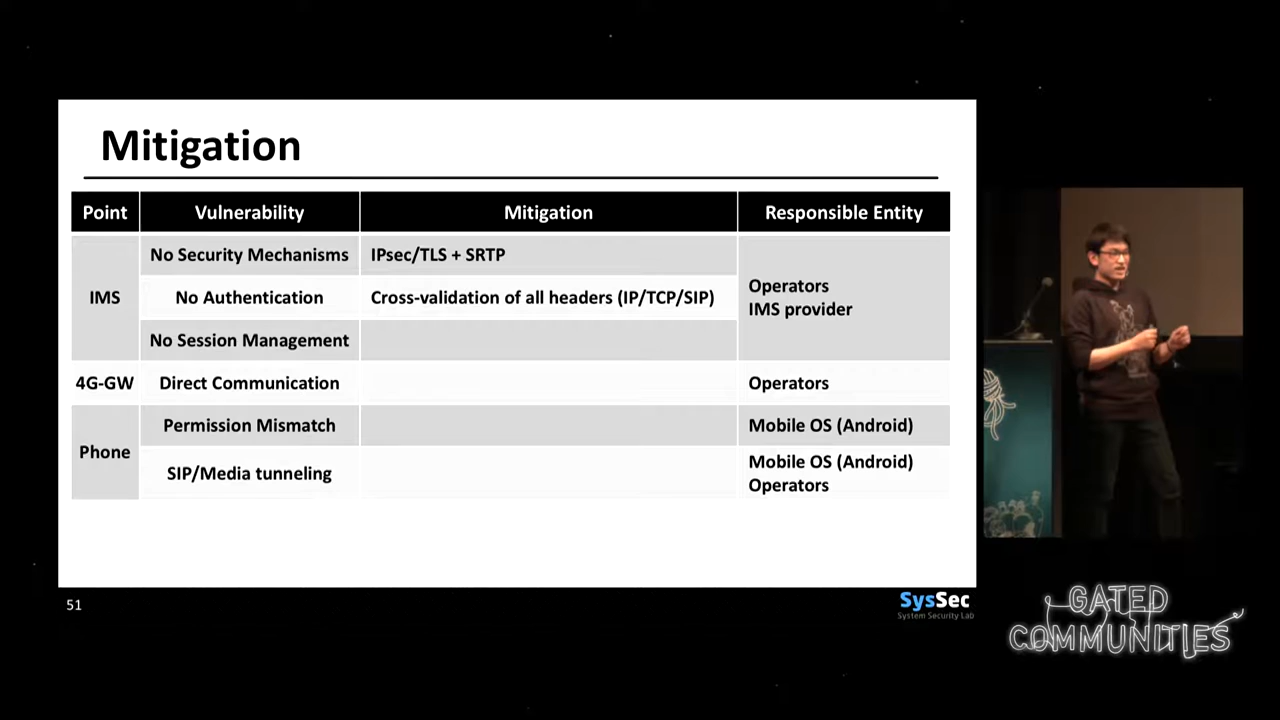 Mitigation
Point Vulnerability Mitigation Responsible Entity
IMS
No Security Mechanisms IPsec/TLS + SRTP
No Authentication Cross-validation of all headers (IP/TCP/SIP)
No Session Management
Operators
IMS provider
4G-GW Direct Communication Operators
Phone
Permission Mismatch Mobile OS (Android)
SIP/Media tunneling
Mobile OS (Android)
Operators
51
SysSec
System Security Lab
GATED
COMMUNITIES